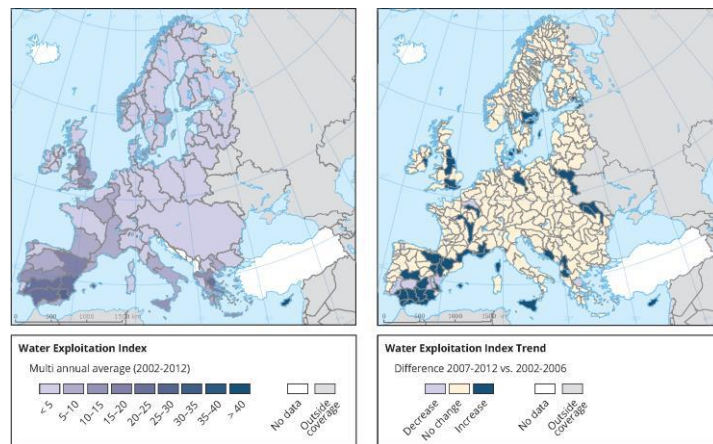 Water Exploitation Index
Multi annual average (2002-2012)
< 5
5–10
10–15
15–20
20–25
25–30
30–35
35–40
> 40
No data
Outside
coverage
Water Exploitation Index Trend
Difference 2007-2012 vs. 2002-2006
Decrease
No change
Increase
No data
Outside
coverage